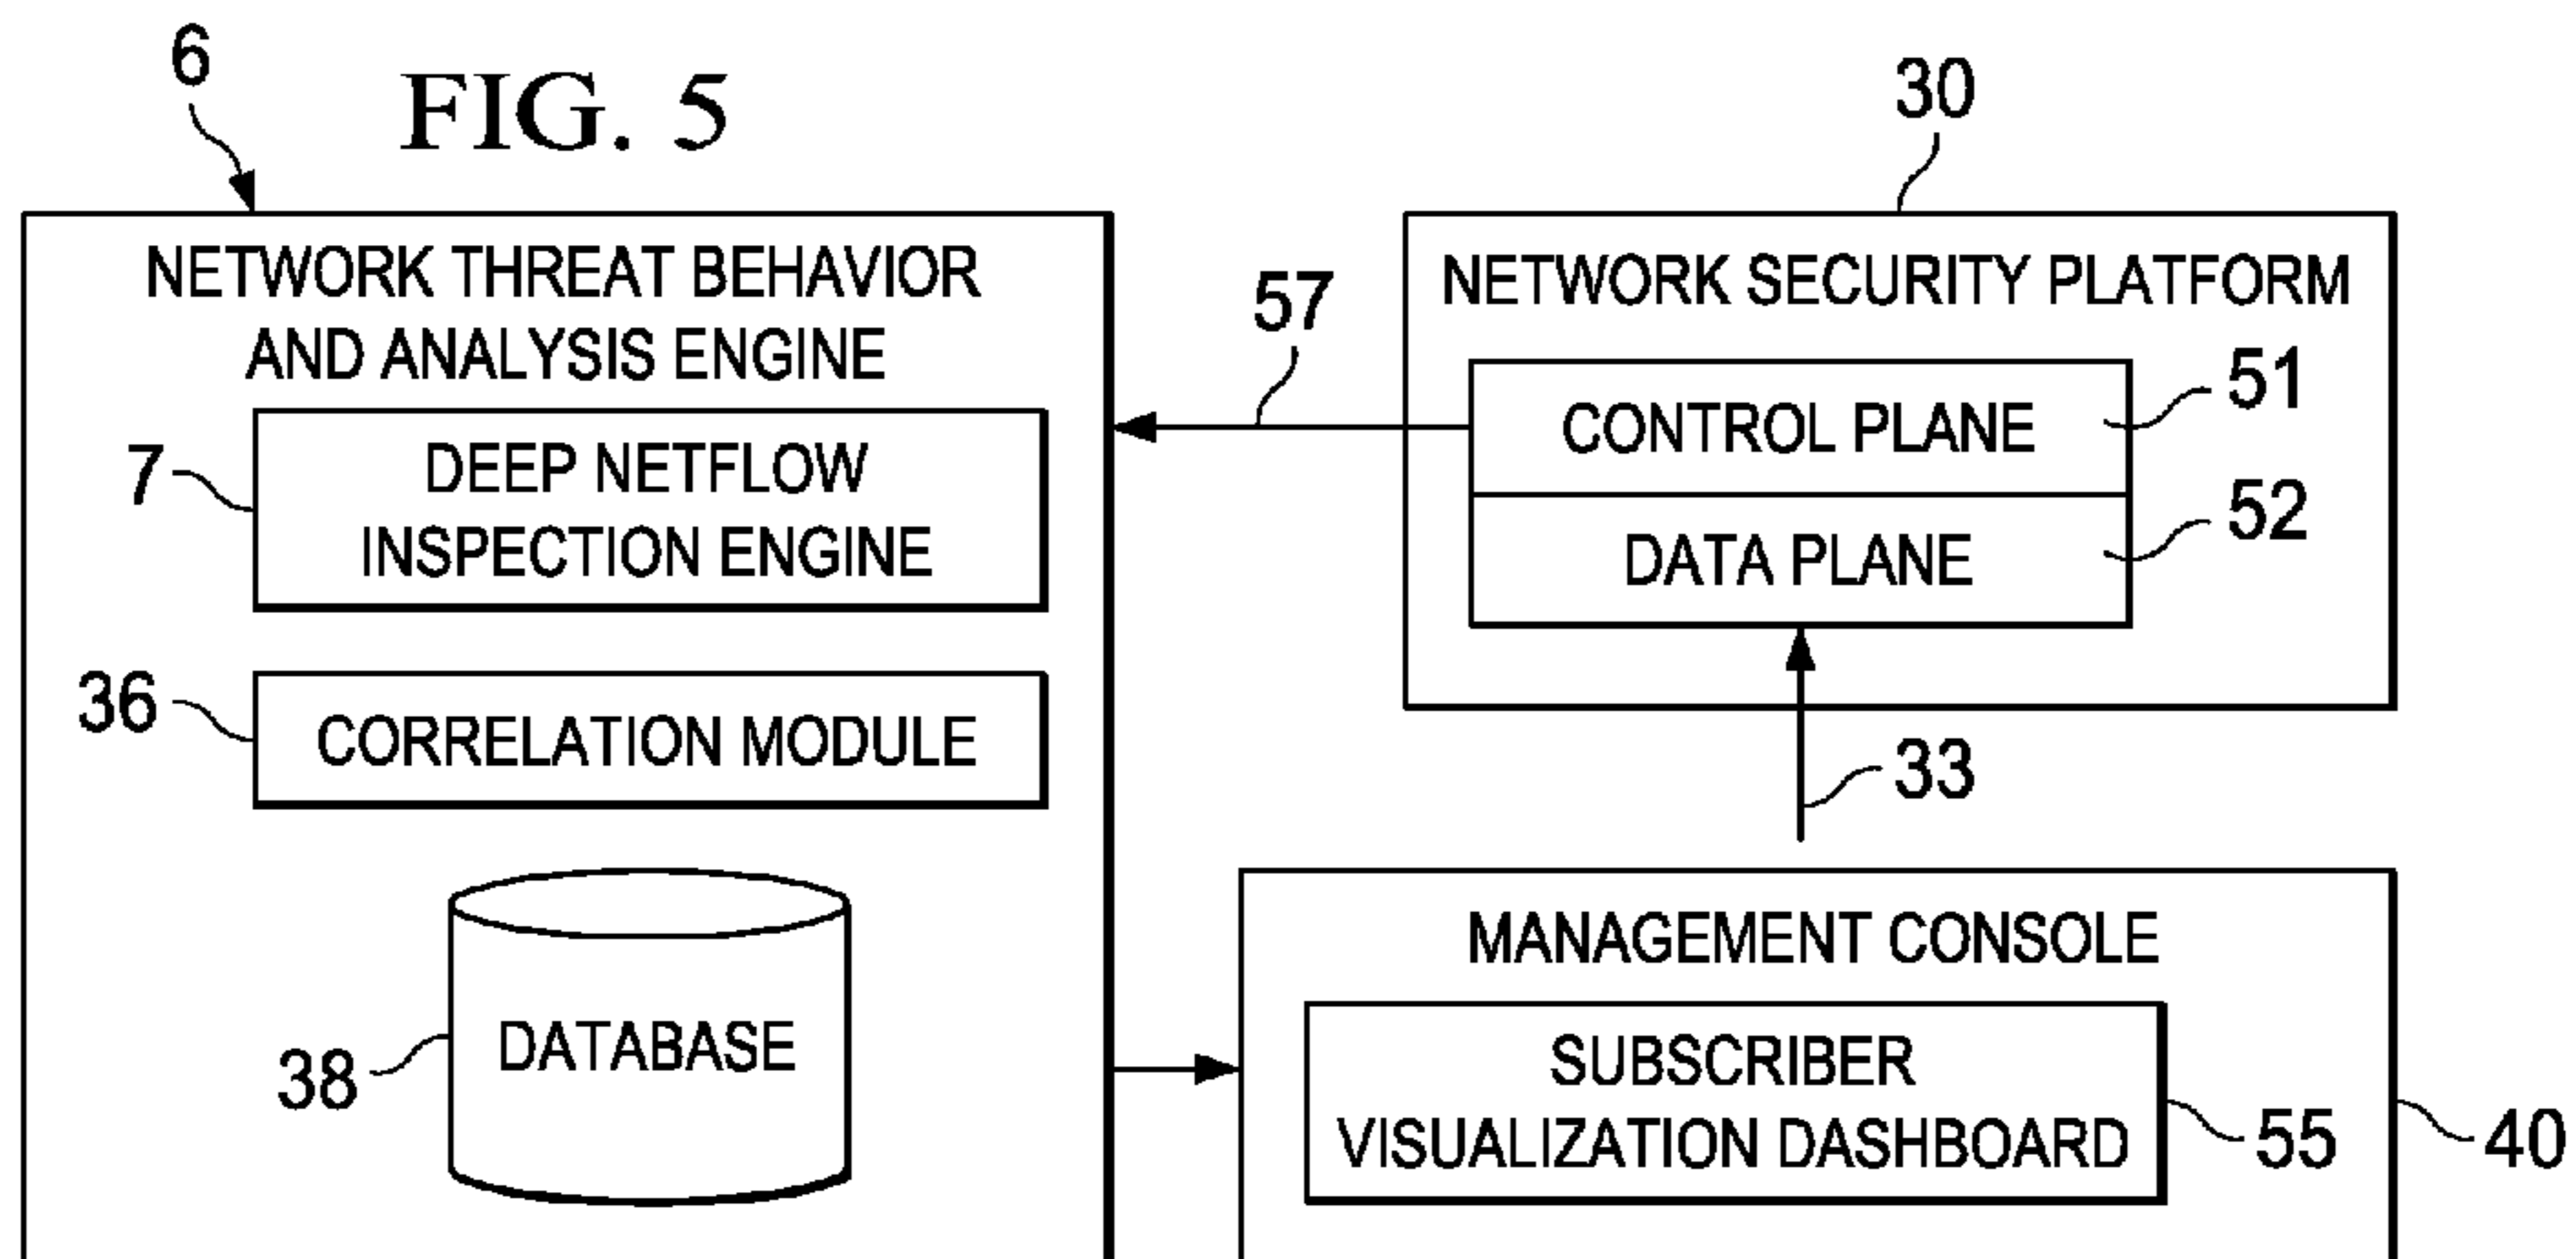 FIG. 5
6
NETWORK THREAT BEHAVIOR
AND ANALYSIS ENGINE
7
DEEP NETFLOW
INSPECTION ENGINE
36
CORRELATION MODULE
38
DATABASE
57
30
NETWORK SECURITY PLATFORM
CONTROL PLANE
51
DATA PLANE
52
33
MANAGEMENT CONSOLE
SUBSCRIBER
VISUALIZATION DASHBOARD
55
40